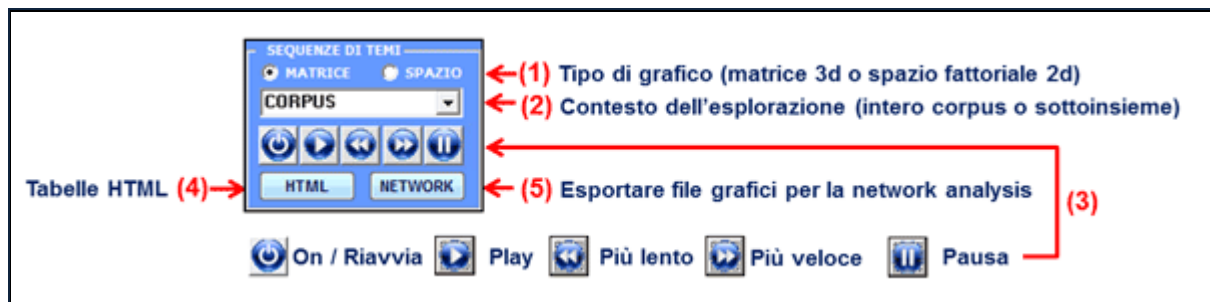 SEQUENZE DI TEMI
MATRICE SPAZIO
(1) Tipo di grafico (matrice 3d o spazio fattoriale 2d)
CORPUS
(2) Contesto dell'esplorazione (intero corpus o sottoinsieme)
Tabelle HTML (4)
HTML NETWORK
(5) Esportare file grafici per la network analysis
(3)
On / Riavvia Play Più lento Più veloce Pausa